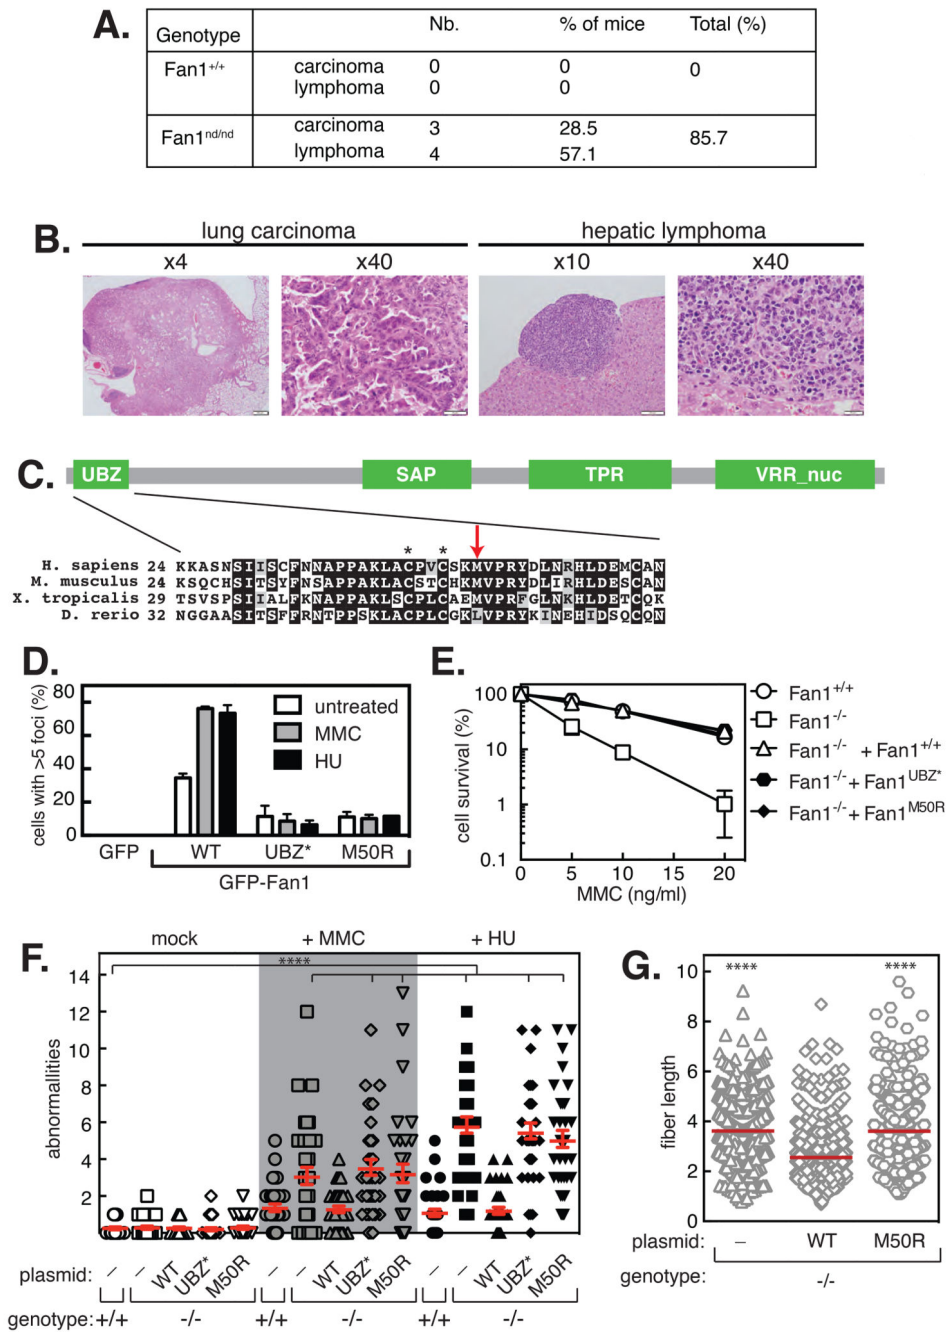 A.
Genotype Nb. % of mice Total (%)
Fan1+/+ carcinoma 0 0 0
lymphoma 0 0
Fan1nd/nd carcinoma 3 28.5 85.7
lymphoma 4 57.1
B.
lung carcinoma hepatic lymphoma
x4 x40 x10 x40
C.
UBZ SAP TPR VRR_nuc
* *
H. sapiens 24 KKASNSIISCFNNAPPAKLACPVCSKMVPRYDLNRHLDEMCAN
M. musculus 24 KSQCHSITSYFNSAPPAKLACSTCHKMVPRYDLIRHLDEMCAN
X. tropicalis 29 TSVSPSIIALFKNAPPAKLSCPLCAEMVPRFGLNKHLDETCQK
D. rerio 32 NGGAASITSFFRNTPPSKLACPLCGKLVPRYKINEHIDSQCQN
D.
cells with >5 foci (%)
80
60
40
20
0
untreated
MMC
HU
GFP WT UBZ* M50R
GFP-Fan1
E.
cell survival (%)
100
10
1
0.1
0 5 10 15 20
MMC (ng/ml)
Fan1+/+
Fan1-/-
Fan1-/- + Fan1+/+
Fan1-/- + Fan1UBZ*
Fan1-/- + Fan1M50R
F.
mock + MMC + HU
****
abnormallities
14
12
10
8
6
4
2
plasmid: – – WT UBZ* M50R – – WT UBZ* M50R – – WT UBZ* M50R
genotype: +/+ -/- +/+ -/- +/+ -/-
G.
**** ****
fiber length
10
8
6
4
2
0
plasmid: – WT M50R
genotype: -/-